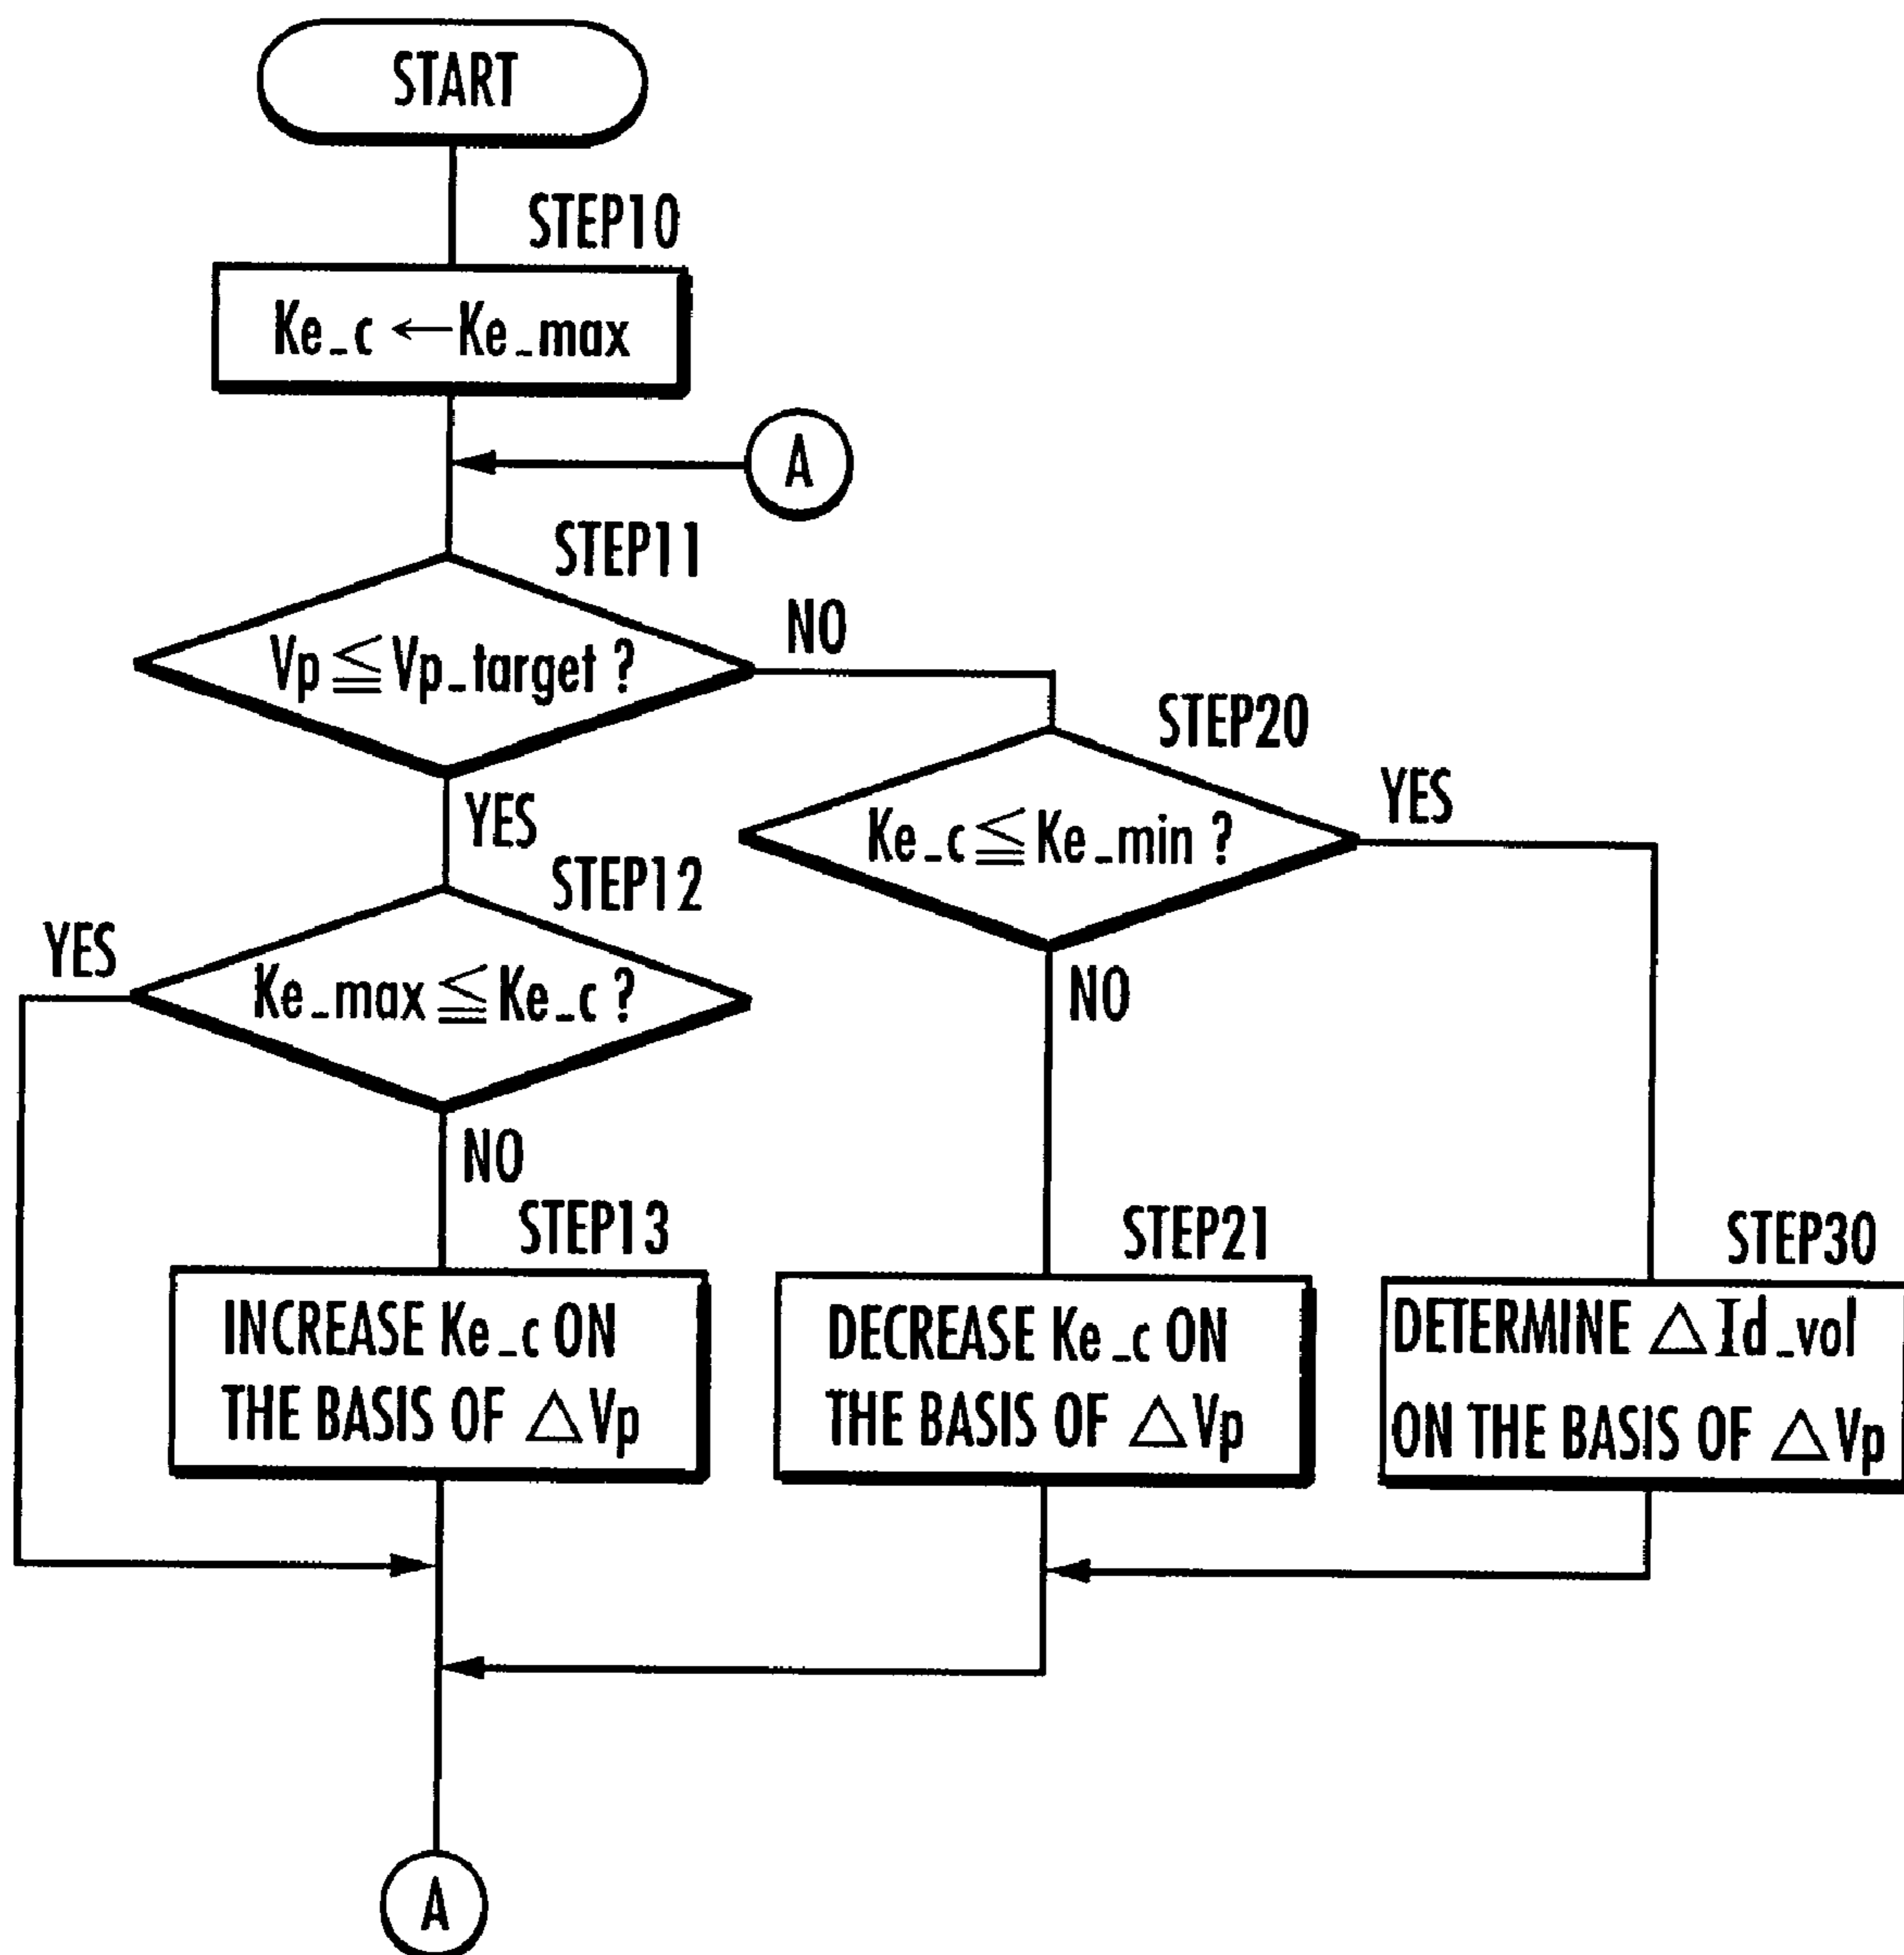 START
STEP10
Ke_c ← Ke_max
A
STEP11
Vp ≦ Vp_target ?
NO
YES
STEP20
Ke_c ≦ Ke_min ?
YES
NO
STEP12
Ke_max ≦ Ke_c ?
YES
NO
STEP13
INCREASE Ke_c ON
THE BASIS OF △Vp
STEP21
DECREASE Ke_c ON
THE BASIS OF △Vp
STEP30
DETERMINE △Id_vol
ON THE BASIS OF △Vp
A